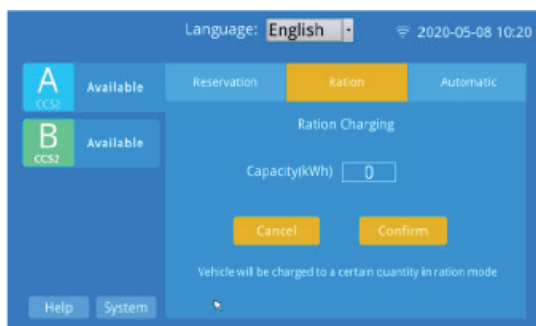 Language: English
2020-05-08 10:20
A
CCS2
Available
B
CCS2
Available
Reservation
Ration
Automatic
Ration Charging
Capacity(kWh) 0
Cancel
Confirm
Vehicle will be charged to a certain quantity in ration mode
Help
System